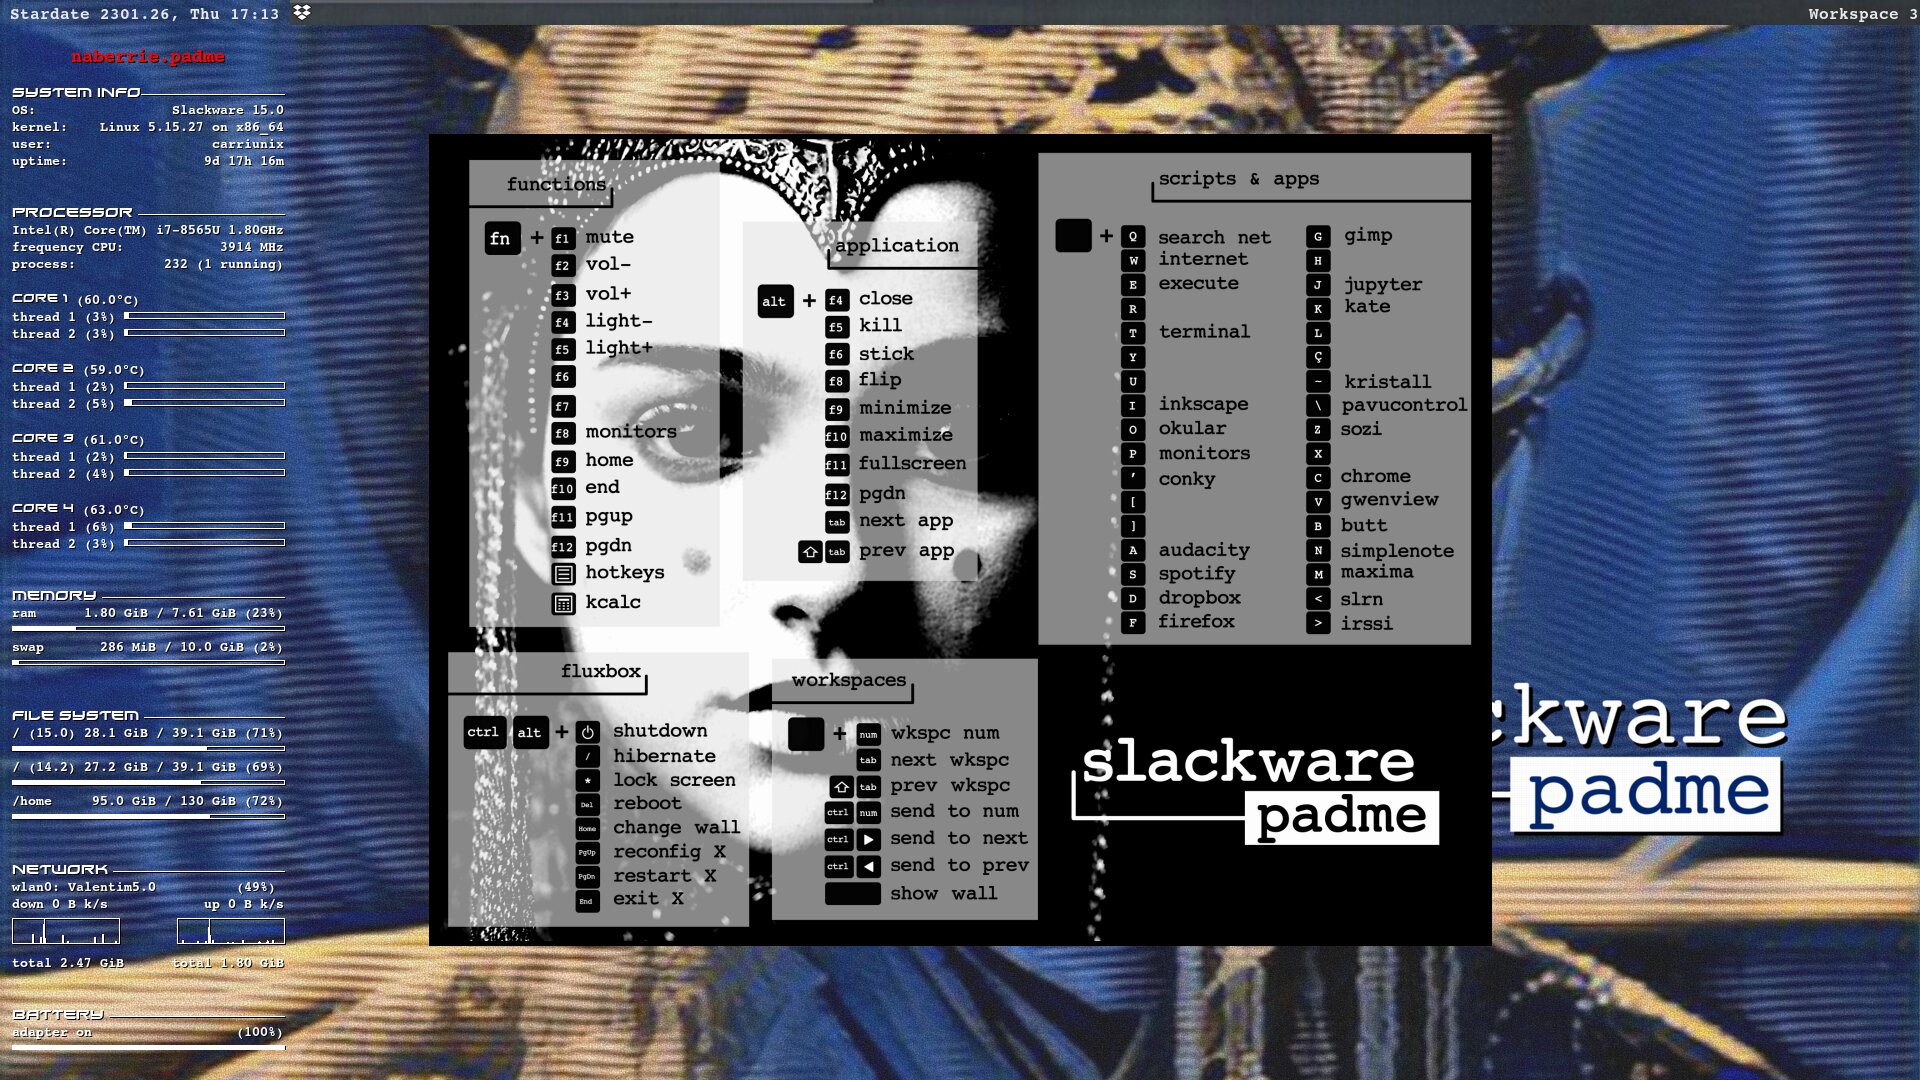 Stardate 2301.26, Thu 17:13
Workspace 3
naberrie.padme
SYSTEM INFO
OS: Slackware 15.0
kernel: Linux 5.15.27 on x86_64
user: carriunix
uptime: 9d 17h 16m
PROCESSOR
Intel(R) Core(TM) i7-8565U 1.80GHz
frequency CPU: 3914 MHz
process: 232 (1 running)
CORE 1 (60.0°C)
thread 1 (3%)
thread 2 (3%)
CORE 2 (59.0°C)
thread 1 (2%)
thread 2 (5%)
CORE 3 (61.0°C)
thread 1 (2%)
thread 2 (4%)
CORE 4 (63.0°C)
thread 1 (6%)
thread 2 (3%)
MEMORY
ram 1.80 GiB / 7.61 GiB (23%)
swap 286 MiB / 10.0 GiB (2%)
FILE SYSTEM
/ (15.0) 28.1 GiB / 39.1 GiB (71%)
/ (14.2) 27.2 GiB / 39.1 GiB (69%)
/home 95.0 GiB / 130 GiB (72%)
NETWORK
wlan0: Valentim5.0 (49%)
down 0 B k/s up 0 B k/s
total 2.47 GiB total 1.80 GiB
BATTERY
adapter on (100%)
functions
fn + f1 mute
f2 vol-
f3 vol+
f4 light-
f5 light+
f6
f7
f8 monitors
f9 home
f10 end
f11 pgup
f12 pgdn
hotkeys
kcalc
application
alt + f4 close
f5 kill
f6 stick
f8 flip
f9 minimize
f10 maximize
f11 fullscreen
f12 pgdn
tab next app
tab prev app
scripts & apps
+ Q search net
W internet
E execute
R
T terminal
Y
U
I inkscape
O okular
P monitors
' conky
[
]
A audacity
S spotify
D dropbox
F firefox
G gimp
H
J jupyter
K kate
L
Ç
~ kristall
\ pavucontrol
Z sozi
X
C chrome
V gwenview
B butt
N simplenote
M maxima
< slrn
> irssi
fluxbox
ctrl alt + shutdown
/ hibernate
* lock screen
Del reboot
Home change wall
PgUp reconfig X
PgDn restart X
End exit X
workspaces
+ num wkspc num
tab next wkspc
tab prev wkspc
ctrl num send to num
ctrl send to next
ctrl send to prev
show wall
slackware
padme
ckware
padme